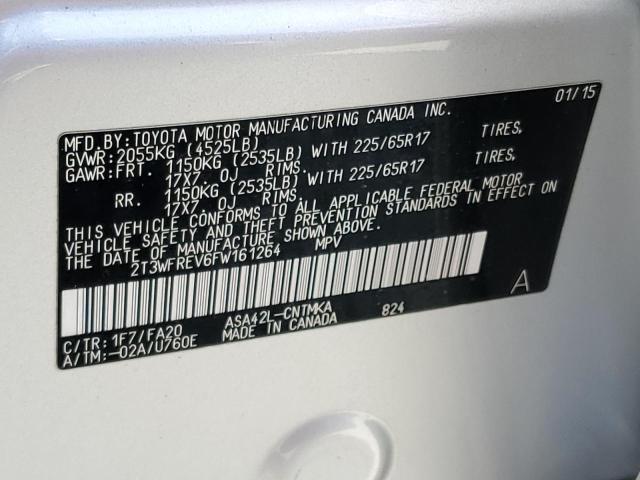 MFD.BY:TOYOTA MOTOR MANUFACTURING CANADA INC. 01/15
GVWR:2055KG (4525LB)
GAWR:FRT. 1150KG (2535LB) WITH 225/65R17 TIRES,
17X7. 0J RIMS.
RR. 1150KG (2535LB) WITH 225/65R17 TIRES,
17X7. 0J RIMS.
THIS VEHICLE CONFORMS TO ALL APPLICABLE FEDERAL MOTOR
VEHICLE SAFETY AND THEFT PREVENTION STANDARDS IN EFFECT ON
THE DATE OF MANUFACTURE SHOWN ABOVE.
2T3WFREV6FW161264 MPV
A
C/TR:1F7/FA20 ASA42L-CNTMKA 824
A/TM:-02A/U760E MADE IN CANADA